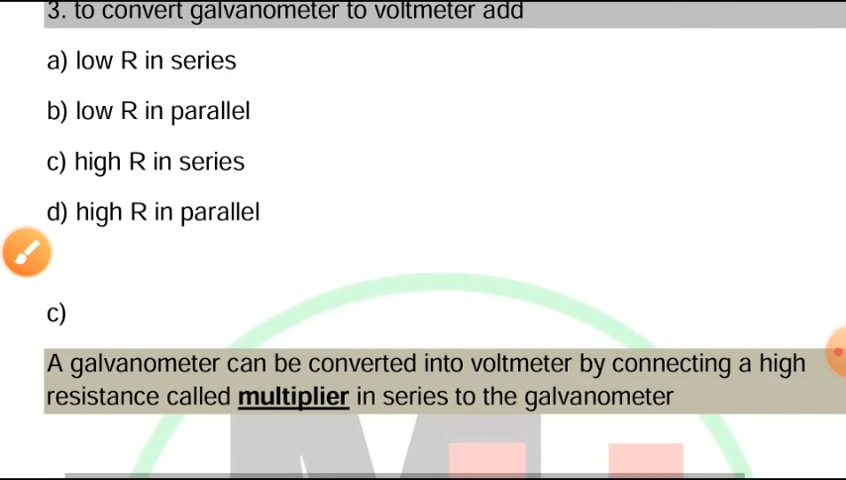 3. to convert galvanometer to voltmeter add
a) low R in series
b) low R in parallel
c) high R in series
d) high R in parallel
c)
A galvanometer can be converted into voltmeter by connecting a high
resistance called multiplier in series to the galvanometer